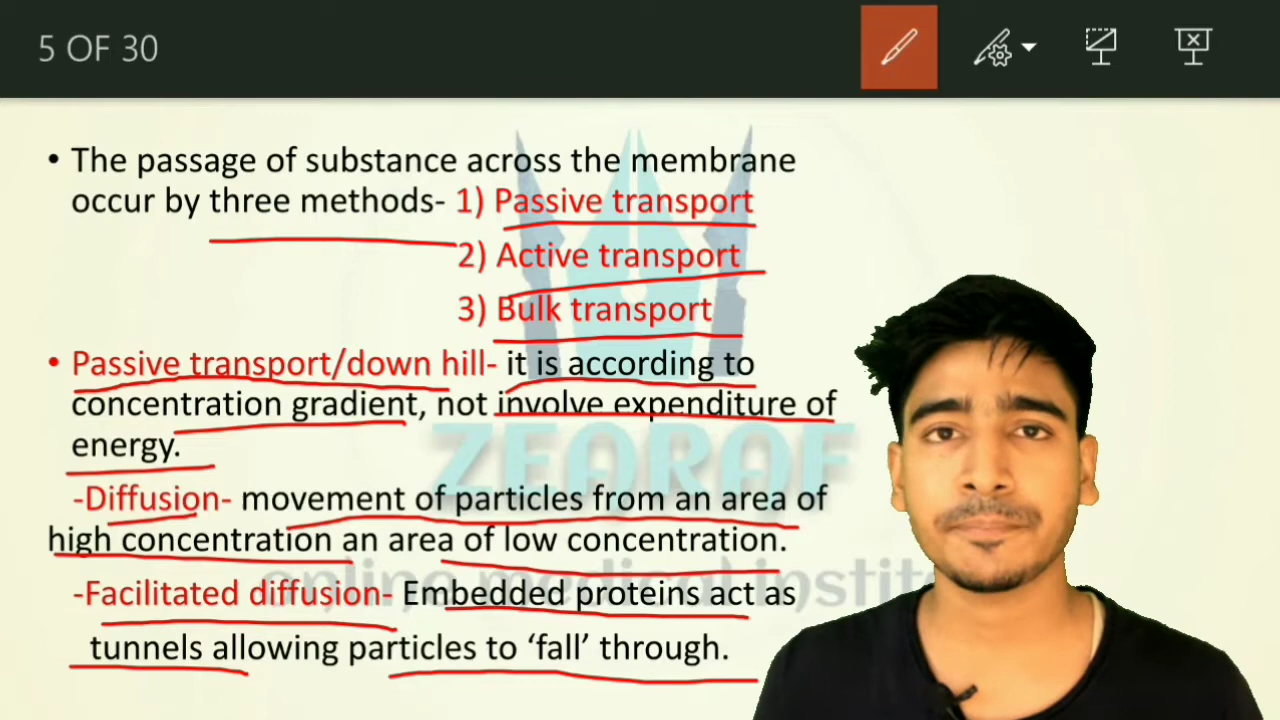 5 OF 30
• The passage of substance across the membrane
occur by three methods- 1) Passive transport
2) Active transport
3) Bulk transport
• Passive transport/down hill- it is according to
concentration gradient, not involve expenditure of
energy.
-Diffusion- movement of particles from an area of
high concentration an area of low concentration.
-Facilitated diffusion- Embedded proteins act as
tunnels allowing particles to ‘fall’ through.
ZEARAF
online medical